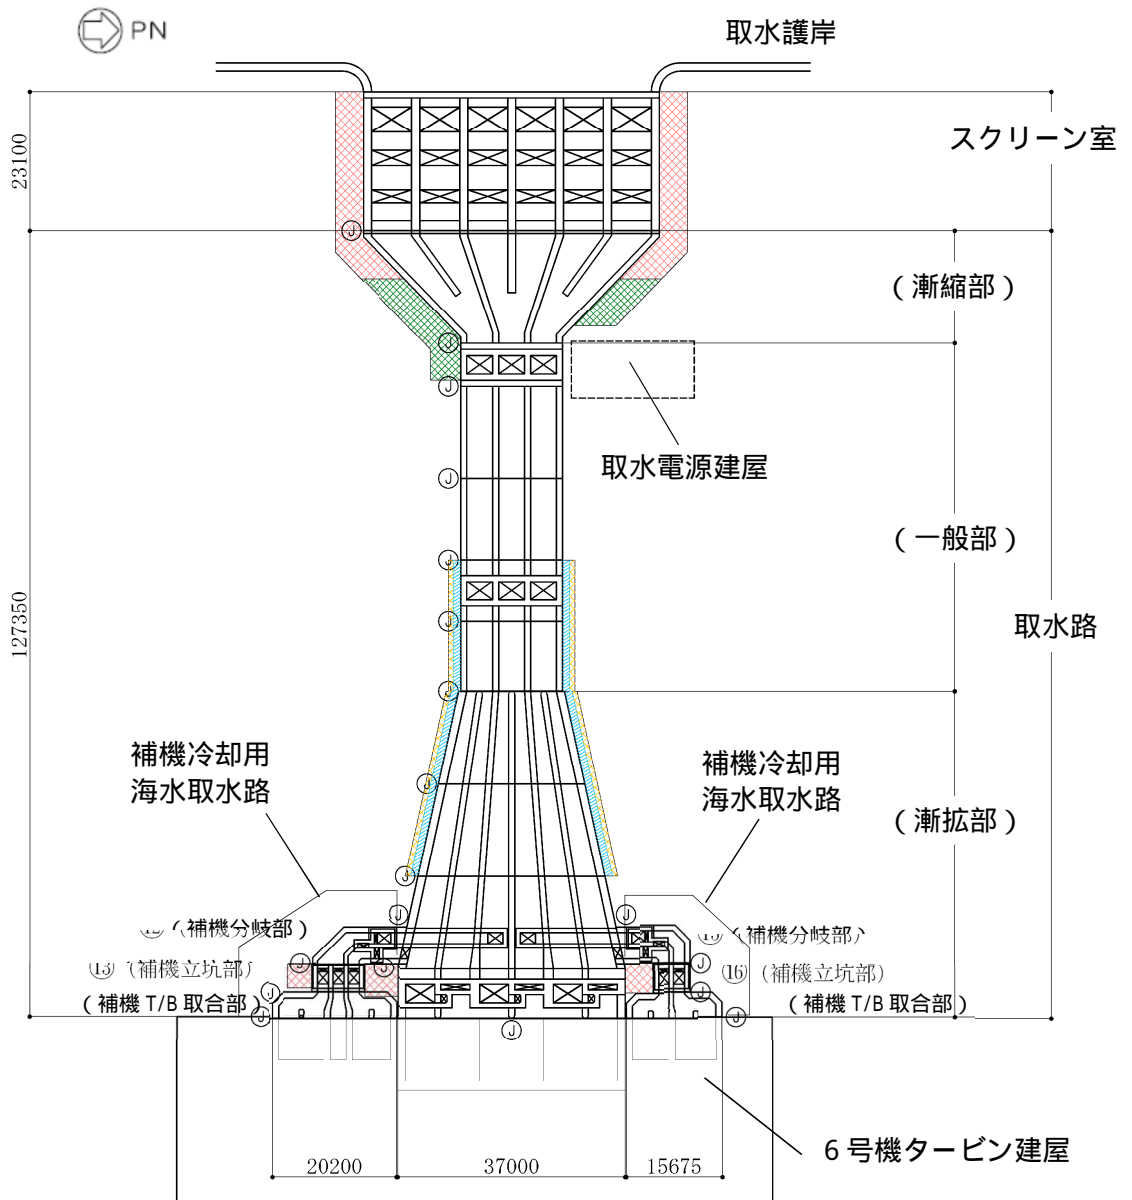 PN
取水護岸
スクリーン室
23100
J
（漸縮部）
J
J
取水電源建屋
J
（一般部）
J
127350
J
取水路
J
補機冷却用
海水取水路
補機冷却用
海水取水路
J
（漸拡部）
J
J
J
（補機分岐部）
（補機分岐部）
J
J
J
⑬（補機立坑部）
⑯（補機立坑部）
J
J
（補機 T/B 取合部）
（補機 T/B 取合部）
J
J
J
６号機タービン建屋
20200
37000
15675